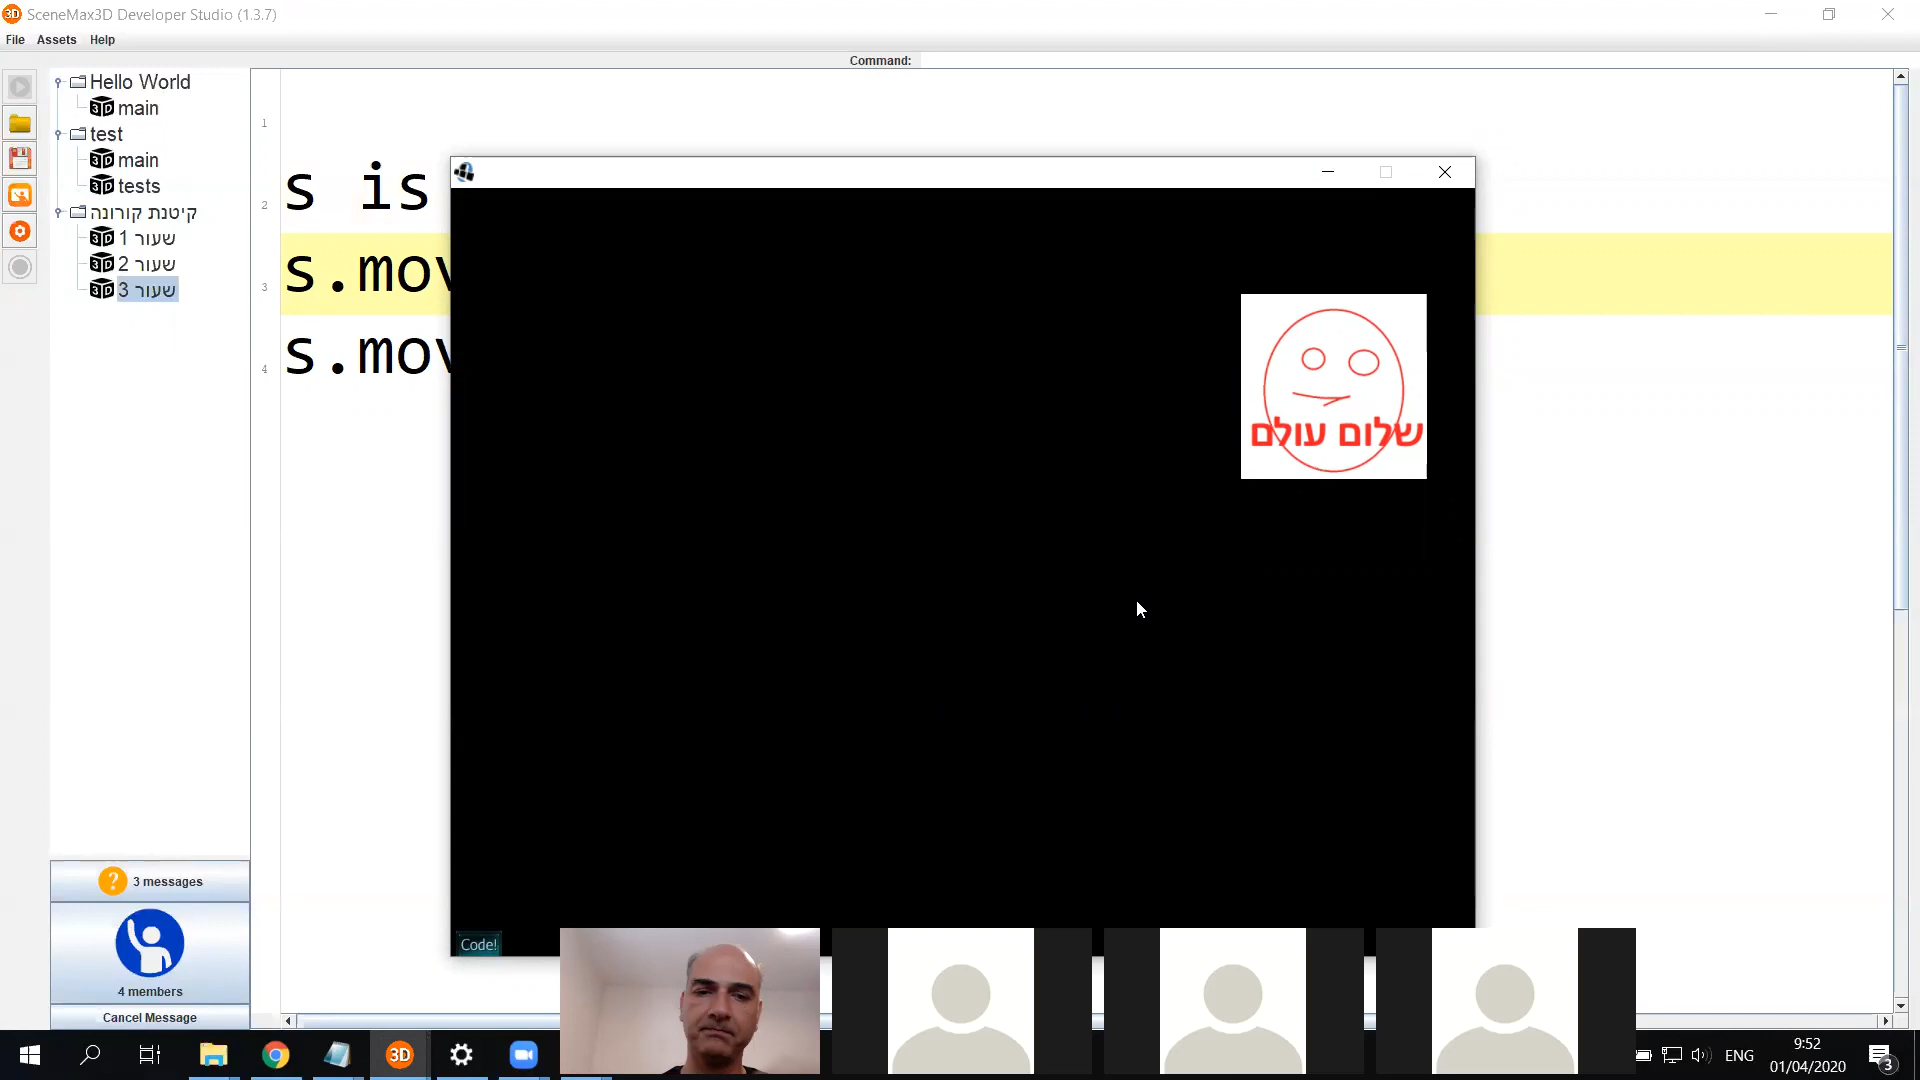 SceneMax3D Developer Studio (1.3.7)
File Assets Help
Command:
Hello World
main
test
main
tests
קיטנת קורונה
שעור 1
שעור 2
שעור 3
1
2
3
4
s is
s.mov
s.mov
שלום עולם
Code!
? 3 messages
4 members
Cancel Message
3D
ENG
9:52
01/04/2020
3